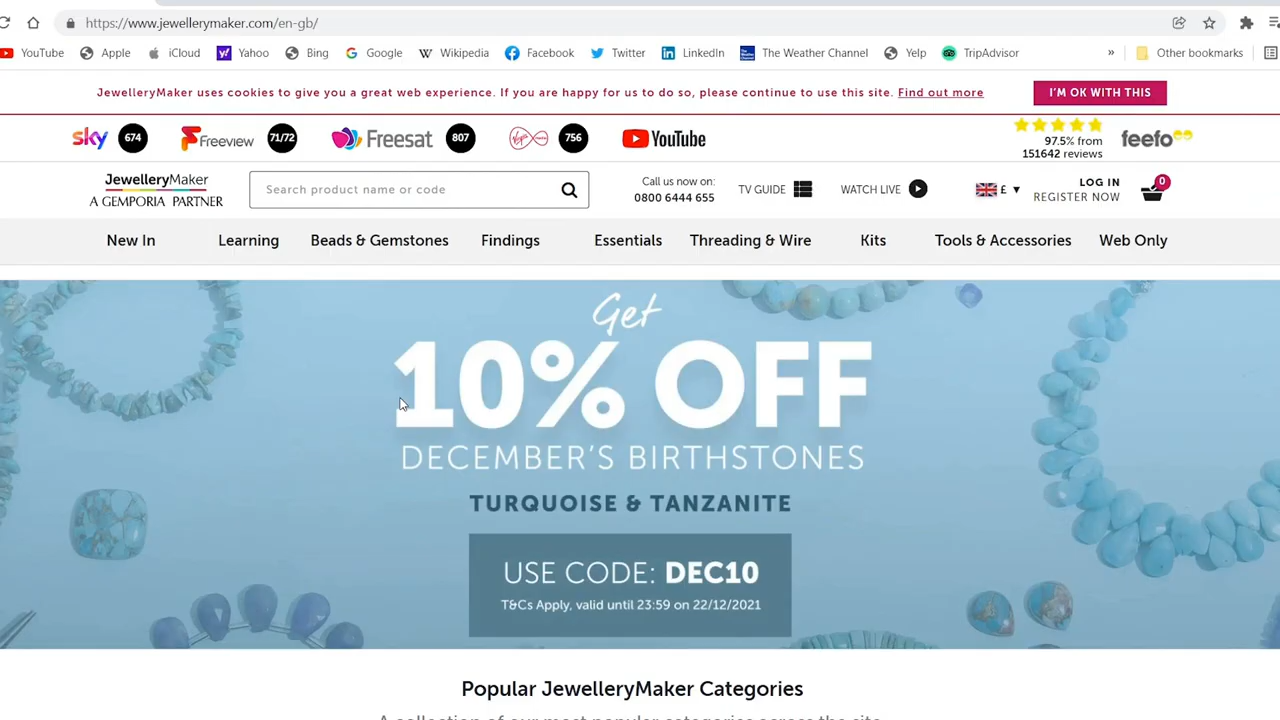 https://www.jewellerymaker.com/en-gb/
YouTube Apple iCloud Yahoo Bing Google Wikipedia Facebook Twitter LinkedIn The Weather Channel Yelp TripAdvisor » Other bookmarks
JewelleryMaker uses cookies to give you a great web experience. If you are happy for us to do so, please continue to use this site. Find out more
I'M OK WITH THIS
sky 674 Freeview 71/72 Freesat 807 756 YouTube
97.5% from
151642 reviews
feefo
JewelleryMaker
A GEMPORIA PARTNER
Search product name or code
Call us now on:
0800 6444 655
TV GUIDE
WATCH LIVE
£ ▼
LOG IN
REGISTER NOW
0
New In Learning Beads & Gemstones Findings Essentials Threading & Wire Kits Tools & Accessories Web Only
Get
10% OFF
DECEMBER'S BIRTHSTONES
TURQUOISE & TANZANITE
USE CODE: DEC10
T&Cs Apply, valid until 23:59 on 22/12/2021
Popular JewelleryMaker Categories
A collection of our most popular categories across the site